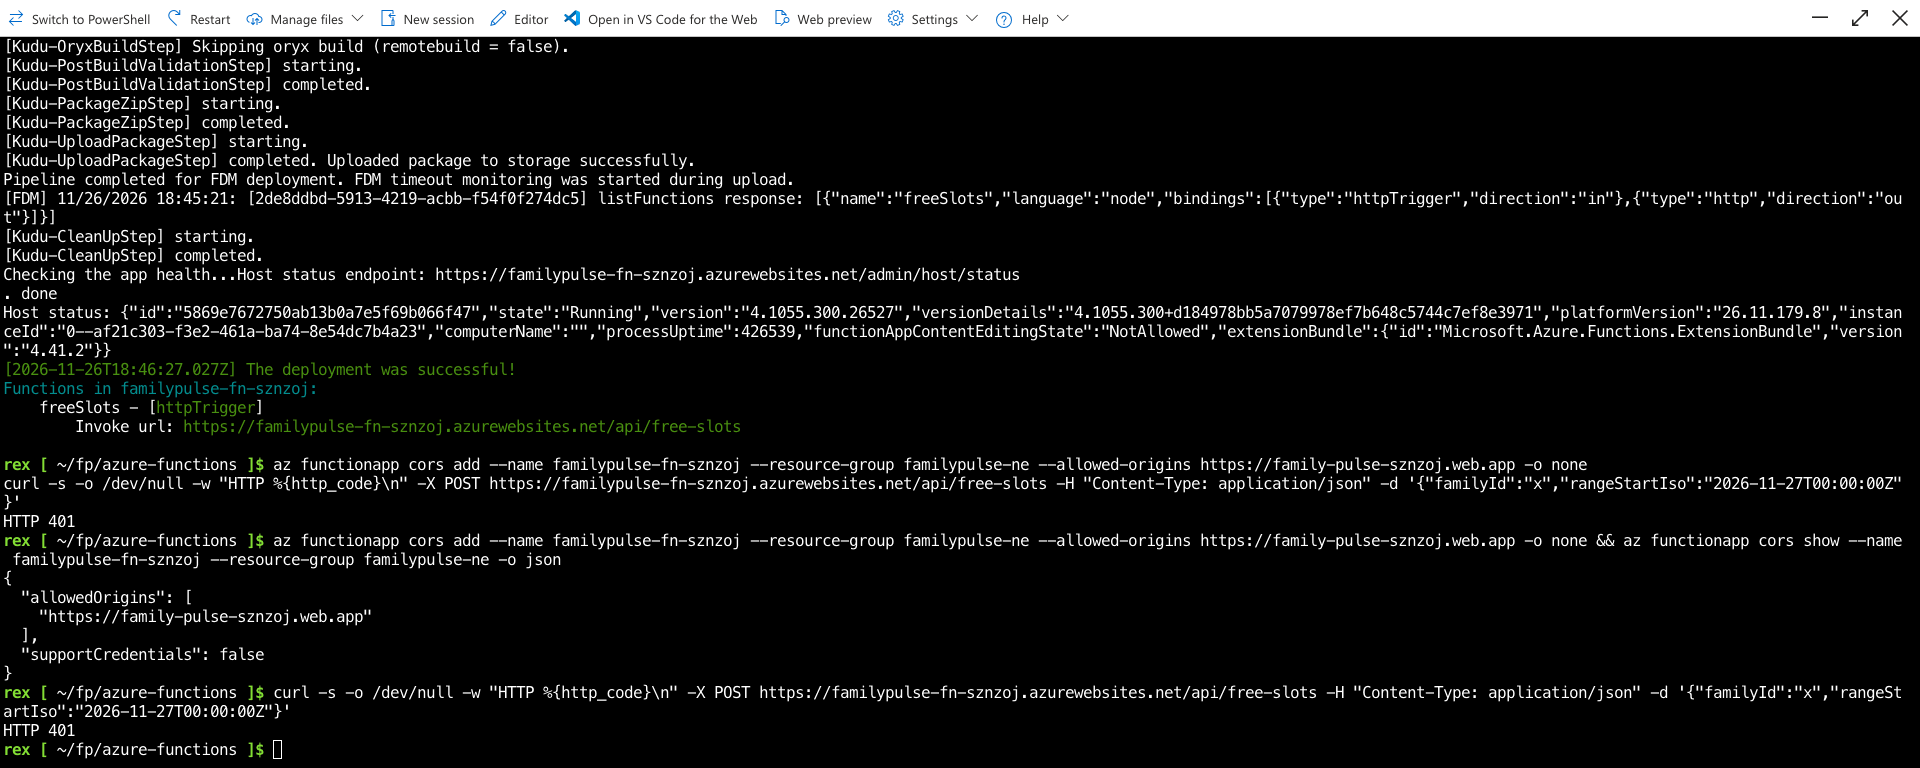 Switch to PowerShell Restart Manage files New session Editor Open in VS Code for the Web Web preview Settings Help
[Kudu-OryxBuildStep] Skipping oryx build (remotebuild = false).
[Kudu-PostBuildValidationStep] starting.
[Kudu-PostBuildValidationStep] completed.
[Kudu-PackageZipStep] starting.
[Kudu-PackageZipStep] completed.
[Kudu-UploadPackageStep] starting.
[Kudu-UploadPackageStep] completed. Uploaded package to storage successfully.
Pipeline completed for FDM deployment. FDM timeout monitoring was started during upload.
[FDM] 11/26/2026 18:45:21: [2de8ddbd-5913-4219-acbb-f54f0f274dc5] listFunctions response: [{"name":"freeSlots","language":"node","bindings":[{"type":"httpTrigger","direction":"in"},{"type":"http","direction":"ou
t"}]}]
[Kudu-CleanUpStep] starting.
[Kudu-CleanUpStep] completed.
Checking the app health...Host status endpoint: https://familypulse-fn-sznzoj.azurewebsites.net/admin/host/status
. done
Host status: {"id":"5869e7672750ab13b0a7e5f69b066f47","state":"Running","version":"4.1055.300.26527","versionDetails":"4.1055.300+d184978bb5a7079978ef7b648c5744c7ef8e3971","platformVersion":"26.11.179.8","instan
ceId":"0--af21c303-f3e2-461a-ba74-8e54dc7b4a23","computerName":"","processUptime":426539,"functionAppContentEditingState":"NotAllowed","extensionBundle":{"id":"Microsoft.Azure.Functions.ExtensionBundle","version
":"4.41.2"}}
[2026-11-26T18:46:27.027Z] The deployment was successful!
Functions in familypulse-fn-sznzoj:
    freeSlots - [httpTrigger]
        Invoke url: https://familypulse-fn-sznzoj.azurewebsites.net/api/free-slots
rex [ ~/fp/azure-functions ]$ az functionapp cors add --name familypulse-fn-sznzoj --resource-group familypulse-ne --allowed-origins https://family-pulse-sznzoj.web.app -o none
curl -s -o /dev/null -w "HTTP %{http_code}\n" -X POST https://familypulse-fn-sznzoj.azurewebsites.net/api/free-slots -H "Content-Type: application/json" -d '{"familyId":"x","rangeStartIso":"2026-11-27T00:00:00Z"
}'
HTTP 401
rex [ ~/fp/azure-functions ]$ az functionapp cors add --name familypulse-fn-sznzoj --resource-group familypulse-ne --allowed-origins https://family-pulse-sznzoj.web.app -o none && az functionapp cors show --name
 familypulse-fn-sznzoj --resource-group familypulse-ne -o json
{
  "allowedOrigins": [
    "https://family-pulse-sznzoj.web.app"
  ],
  "supportCredentials": false
}
rex [ ~/fp/azure-functions ]$ curl -s -o /dev/null -w "HTTP %{http_code}\n" -X POST https://familypulse-fn-sznzoj.azurewebsites.net/api/free-slots -H "Content-Type: application/json" -d '{"familyId":"x","rangeSt
artIso":"2026-11-27T00:00:00Z"}'
HTTP 401
rex [ ~/fp/azure-functions ]$